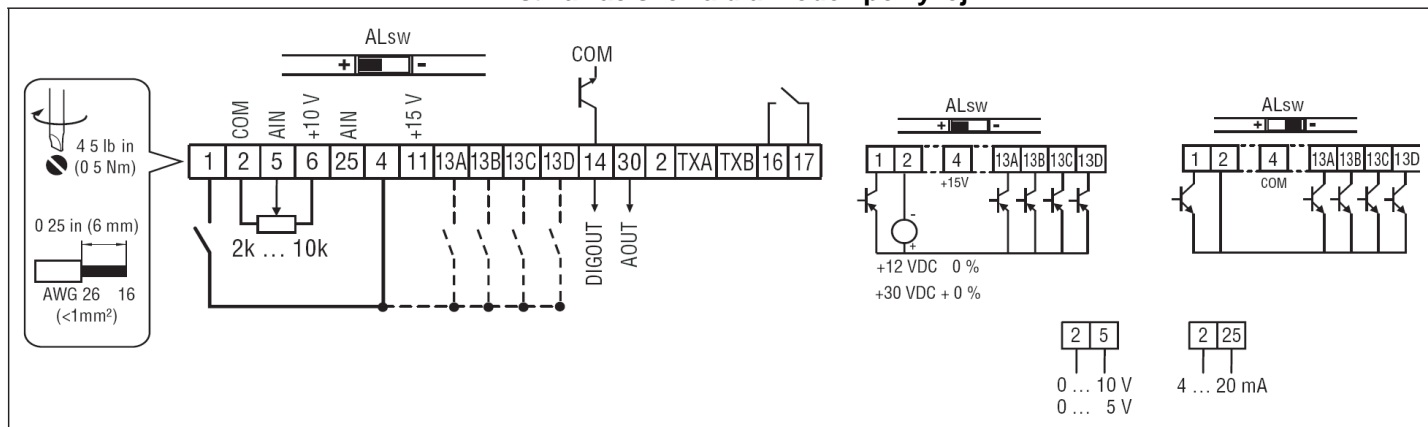 ALsw
+ -
COM
4 5 lb in
(0 5 Nm)
0 25 in (6 mm)
AWG 26 16
(<1mm²)
COM AIN +10 V AIN +15 V
1 2 5 6 25 4 11 13A 13B 13C 13D 14 30 2 TXA TXB 16 17
2k ... 10k
DIGOUT AOUT
ALsw
+ -
1 2 4 13A 13B 13C 13D
+15V
- 
+
+12 VDC 0 %
+30 VDC + 0 %
ALsw
+ -
1 2 4 13A 13B 13C 13D
COM
2 5
0 ... 10 V
0 ... 5 V
2 25
4 ... 20 mA